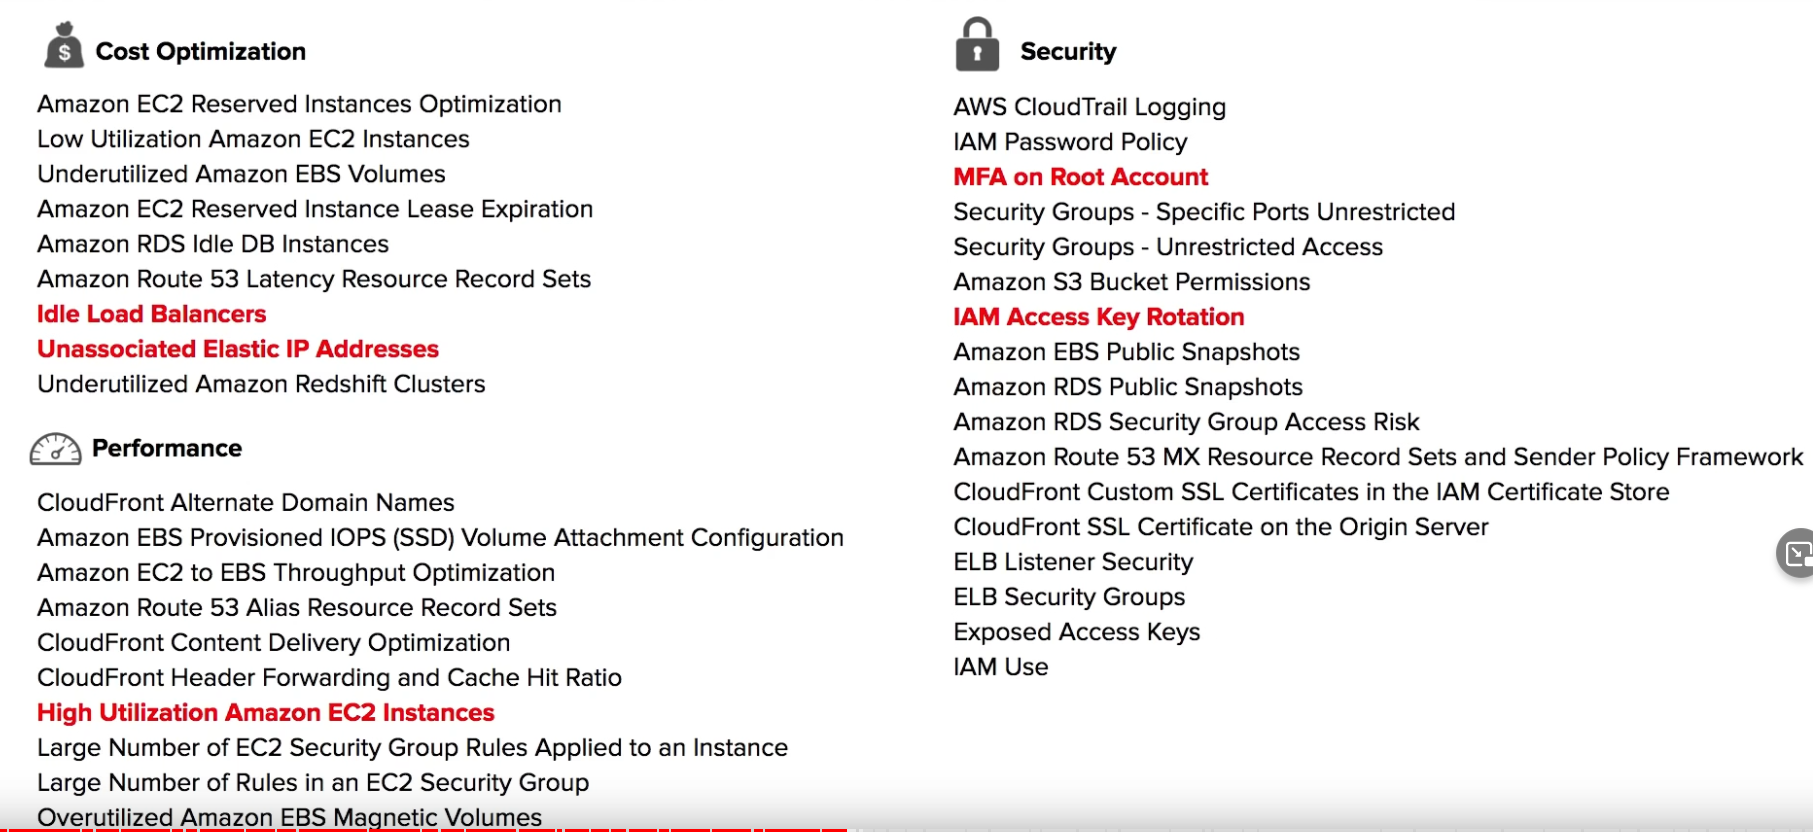 Cost Optimization
Amazon EC2 Reserved Instances Optimization
Low Utilization Amazon EC2 Instances
Underutilized Amazon EBS Volumes
Amazon EC2 Reserved Instance Lease Expiration
Amazon RDS Idle DB Instances
Amazon Route 53 Latency Resource Record Sets
Idle Load Balancers
Unassociated Elastic IP Addresses
Underutilized Amazon Redshift Clusters
Performance
CloudFront Alternate Domain Names
Amazon EBS Provisioned IOPS (SSD) Volume Attachment Configuration
Amazon EC2 to EBS Throughput Optimization
Amazon Route 53 Alias Resource Record Sets
CloudFront Content Delivery Optimization
CloudFront Header Forwarding and Cache Hit Ratio
High Utilization Amazon EC2 Instances
Large Number of EC2 Security Group Rules Applied to an Instance
Large Number of Rules in an EC2 Security Group
Overutilized Amazon EBS Magnetic Volumes
Security
AWS CloudTrail Logging
IAM Password Policy
MFA on Root Account
Security Groups - Specific Ports Unrestricted
Security Groups - Unrestricted Access
Amazon S3 Bucket Permissions
IAM Access Key Rotation
Amazon EBS Public Snapshots
Amazon RDS Public Snapshots
Amazon RDS Security Group Access Risk
Amazon Route 53 MX Resource Record Sets and Sender Policy Framework
CloudFront Custom SSL Certificates in the IAM Certificate Store
CloudFront SSL Certificate on the Origin Server
ELB Listener Security
ELB Security Groups
Exposed Access Keys
IAM Use